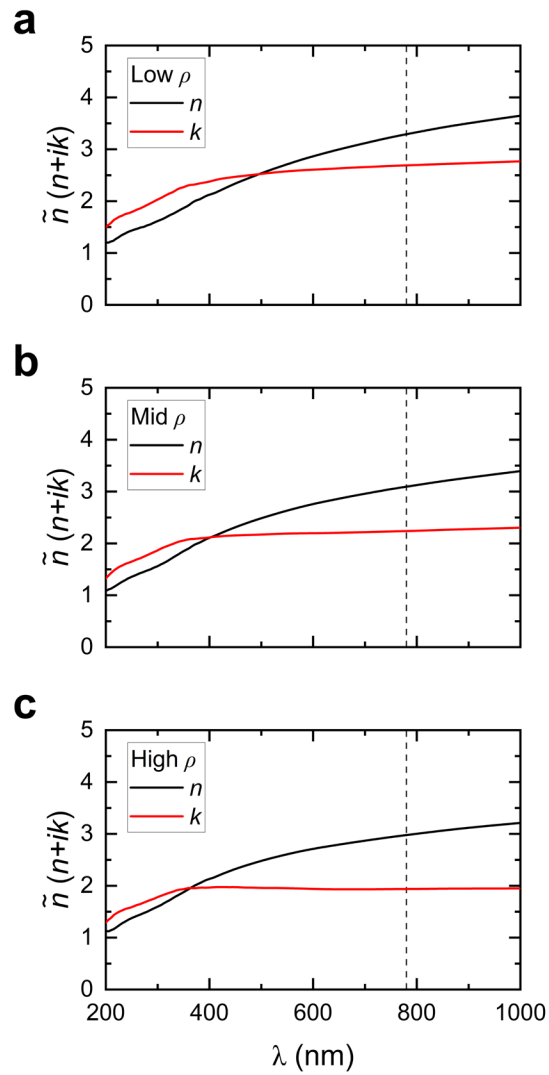 a
5
4
3
2
1
0
ñ (n+ik)
Low ρ
n
k
b
5
4
3
2
1
0
ñ (n+ik)
Mid ρ
n
k
c
5
4
3
2
1
0
ñ (n+ik)
High ρ
n
k
200 400 600 800 1000
λ (nm)